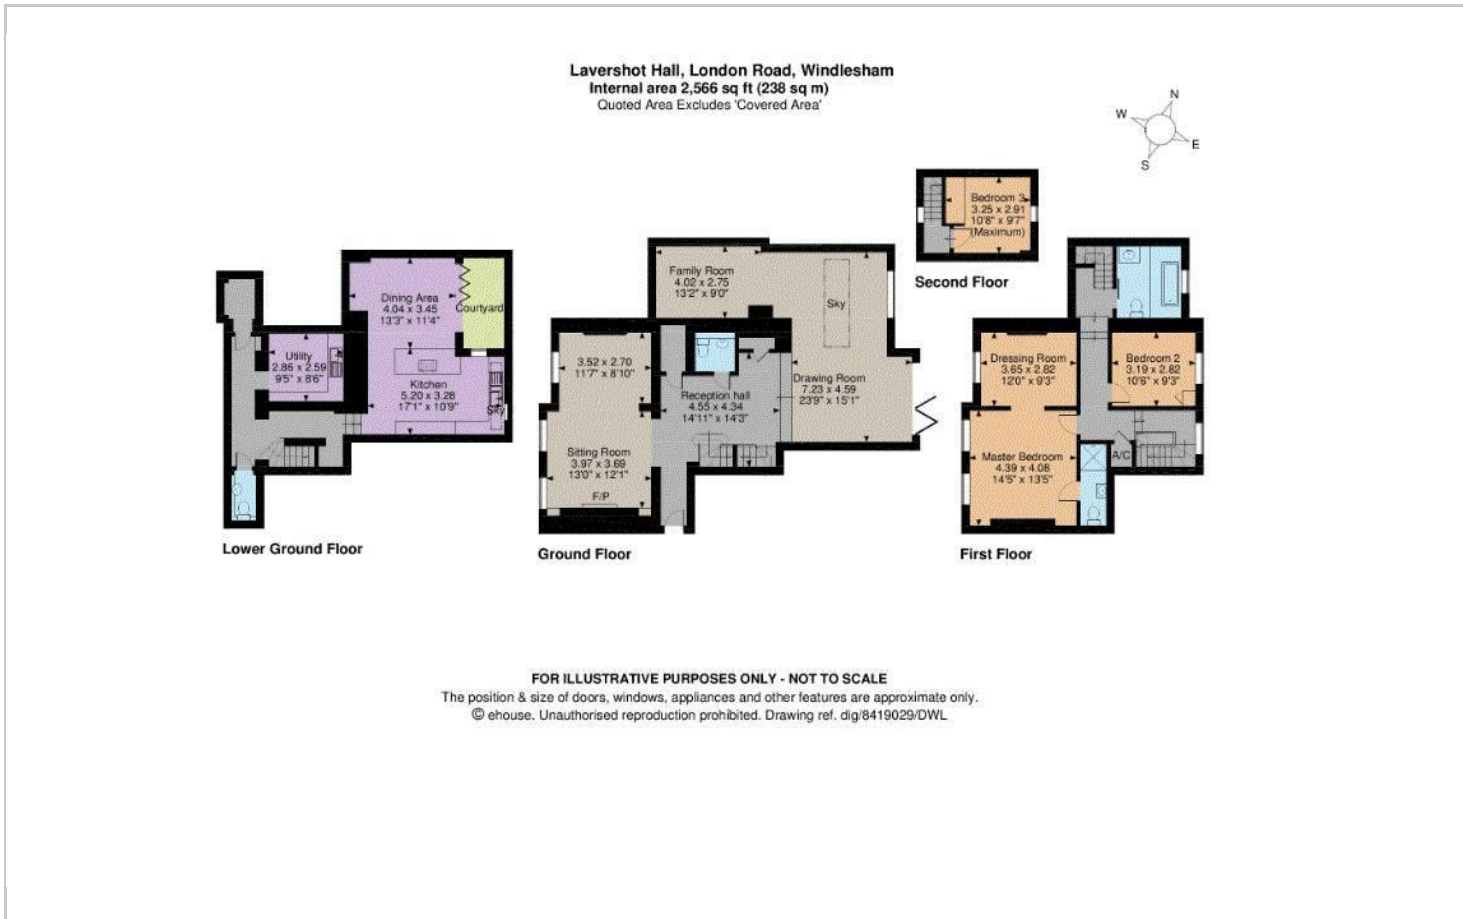 Lavershot Hall, London Road, Windlesham
Internal area 2,566 sq ft (238 sq m)
Quoted Area Excludes 'Covered Area'
N
W
E
S
Bedroom 3
3.25 x 2.91
10'8" x 9'7"
(Maximum)
Second Floor
Dining Area
4.04 x 3.45
13'3" x 11'4"
Courtyard
Utility
2.86 x 2.59
9'5" x 8'6"
Kitchen
5.20 x 3.28
17'1" x 10'9"
Sky
Lower Ground Floor
Family Room
4.02 x 2.75
13'2" x 9'0"
Sky
3.52 x 2.70
11'7" x 8'10"
Reception hall
4.55 x 4.34
14'11" x 14'3"
Drawing Room
7.23 x 4.59
23'9" x 15'1"
Sitting Room
3.97 x 3.69
13'0" x 12'1"
F/P
Ground Floor
Dressing Room
3.65 x 2.82
12'0" x 9'3"
Bedroom 2
3.19 x 2.82
10'6" x 9'3"
Master Bedroom
4.39 x 4.08
14'5" x 13'5"
A/C
First Floor
FOR ILLUSTRATIVE PURPOSES ONLY - NOT TO SCALE
The position & size of doors, windows, appliances and other features are approximate only.
© ehouse. Unauthorised reproduction prohibited. Drawing ref. dig/8419029/DWL